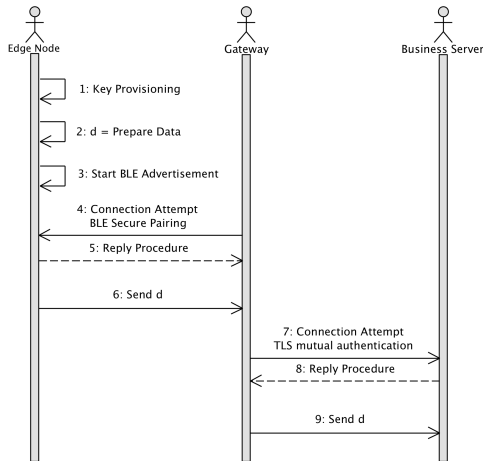 Edge Node
Gateway
Business Server
1: Key Provisioning
2: d = Prepare Data
3: Start BLE Advertisement
4: Connection Attempt
BLE Secure Pairing
5: Reply Procedure
6: Send d
7: Connection Attempt
TLS mutual authentication
8: Reply Procedure
9: Send d